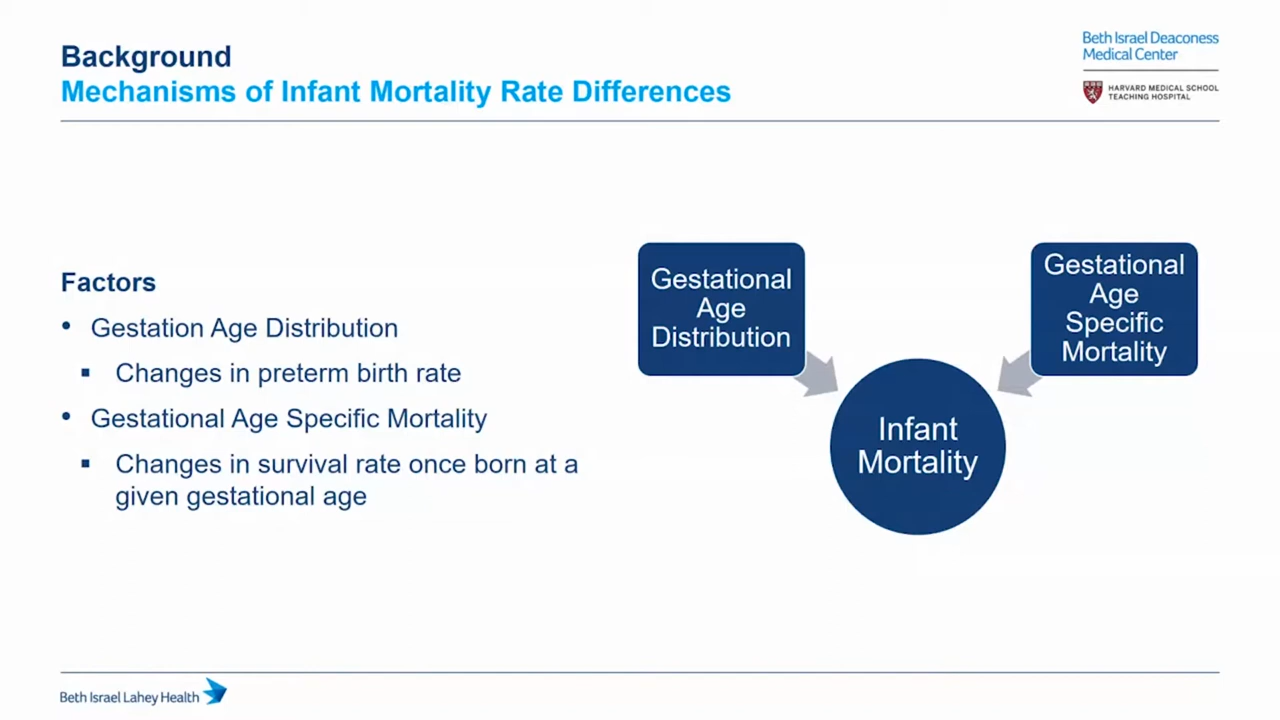 Background
Mechanisms of Infant Mortality Rate Differences
Beth Israel Deaconess
Medical Center
HARVARD MEDICAL SCHOOL
TEACHING HOSPITAL
Factors
• Gestation Age Distribution
▪ Changes in preterm birth rate
• Gestational Age Specific Mortality
▪ Changes in survival rate once born at a
given gestational age
Gestational
Age
Distribution
Gestational
Age
Specific
Mortality
Infant
Mortality
Beth Israel Lahey Health